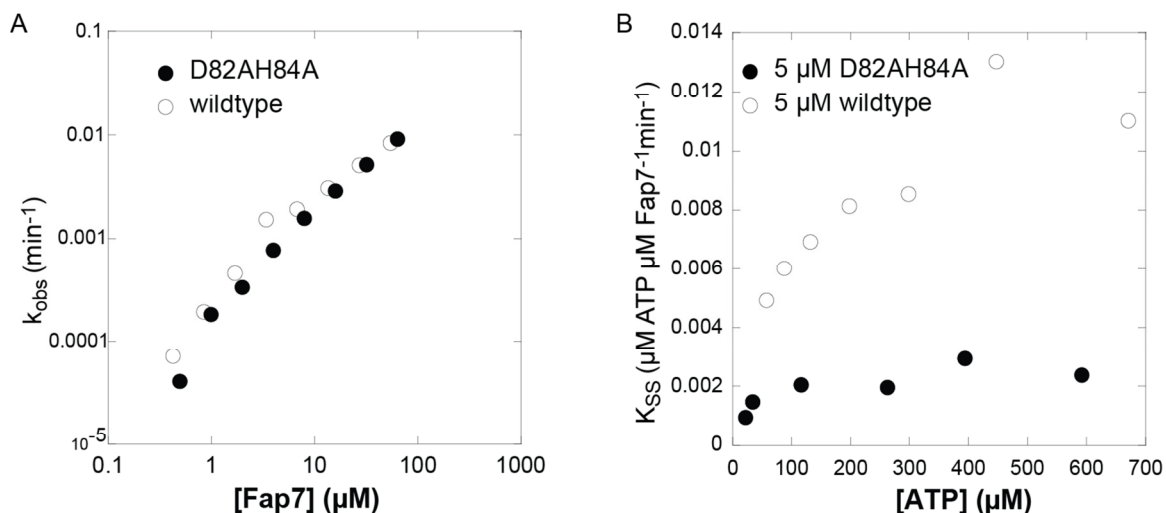 A
0.1
0.01
0.001
0.0001
10⁻⁵
k_obs (min⁻¹)
D82AH84A
wildtype
0.1 1 10 100 1000
[Fap7] (µM)
B
0.014
0.012
0.01
0.008
0.006
0.004
0.002
0
K_SS (µM ATP µM Fap7⁻¹min⁻¹)
5 µM D82AH84A
5 µM wildtype
0 100 200 300 400 500 600 700
[ATP] (µM)